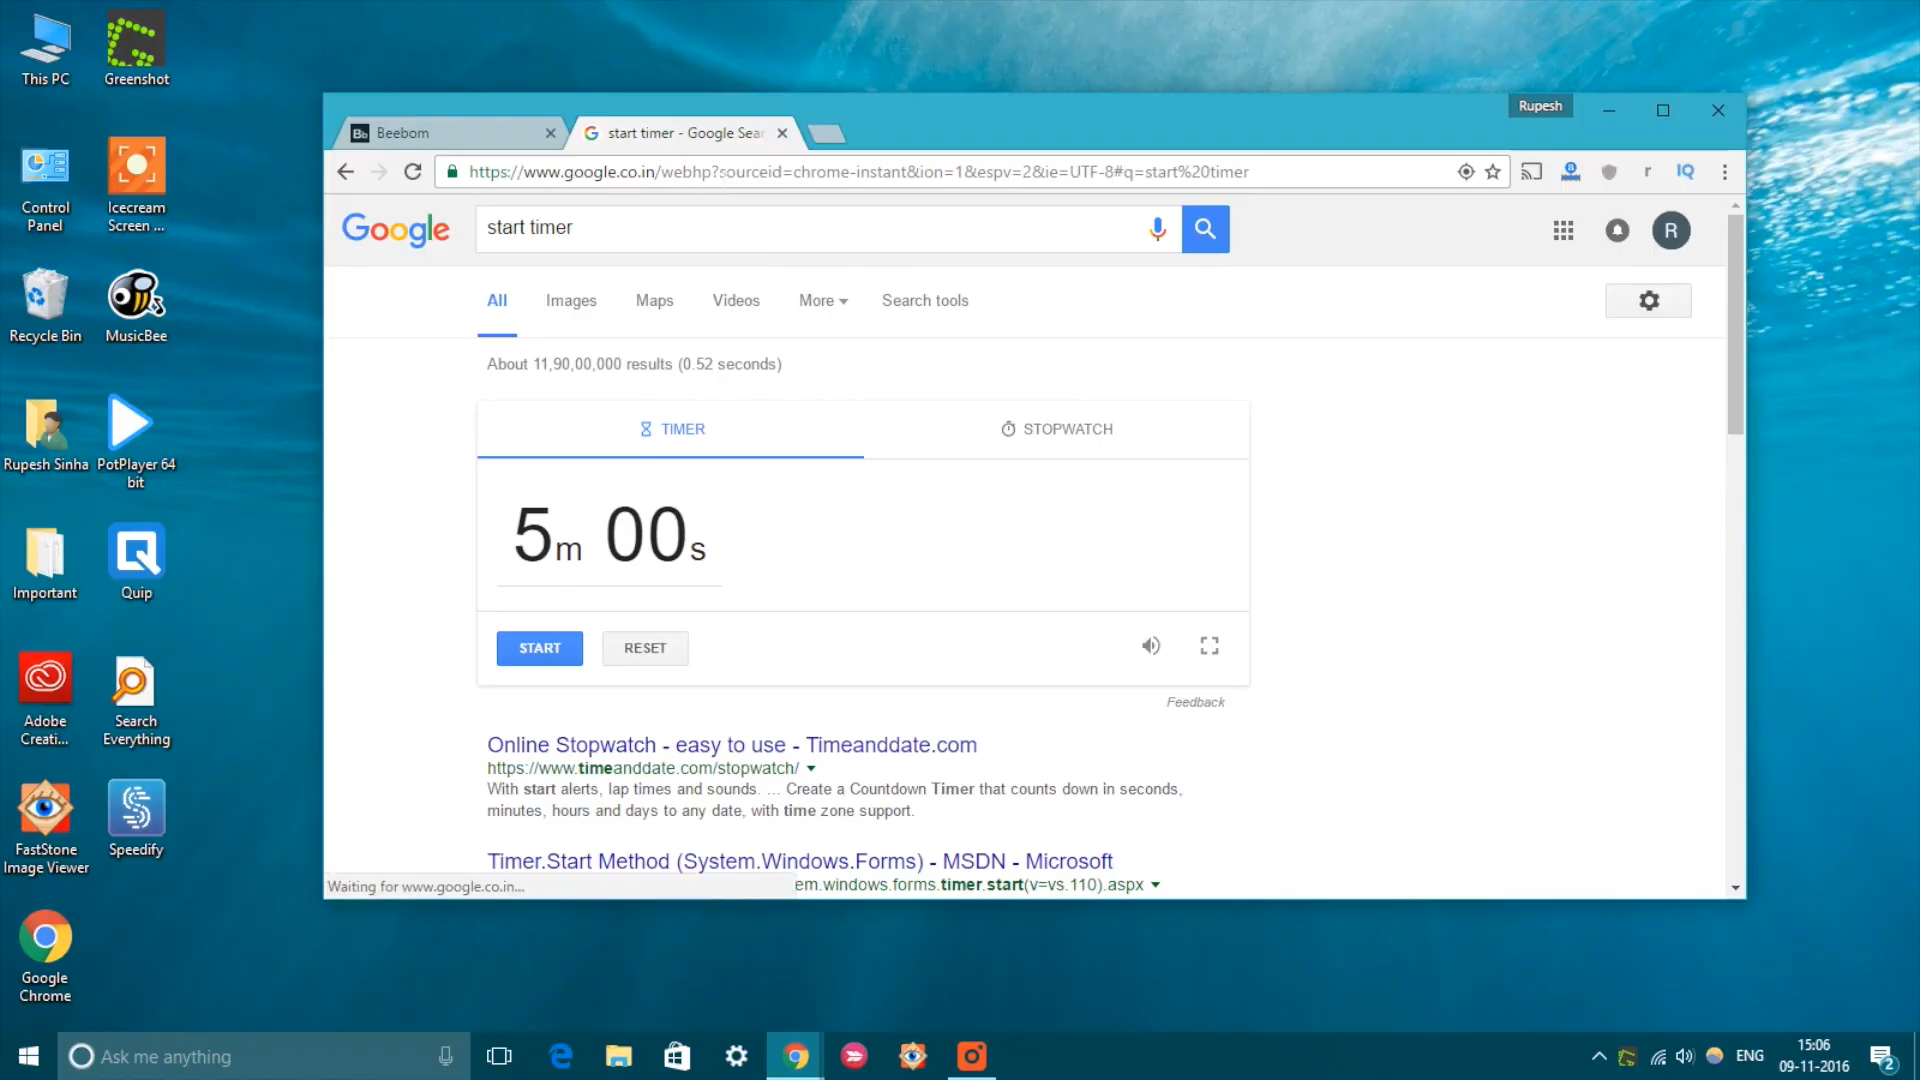 This PC
Greenshot
Control
Panel
Icecream
Screen ...
Recycle Bin
MusicBee
Rupesh Sinha
PotPlayer 64
bit
Important
Quip
Adobe
Creati...
Search
Everything
FastStone
Image Viewer
Speedify
Google
Chrome
Rupesh
Bb Beebom
start timer - Google Sear
https://www.google.co.in/webhp?sourceid=chrome-instant&ion=1&espv=2&ie=UTF-8#q=start%20timer
r
IQ
Google
start timer
R
All Images Maps Videos More Search tools
About 11,90,00,000 results (0.52 seconds)
TIMER
STOPWATCH
5m 00s
START
RESET
Feedback
Online Stopwatch - easy to use - Timeanddate.com
https://www.timeanddate.com/stopwatch/
With start alerts, lap times and sounds. ... Create a Countdown Timer that counts down in seconds,
minutes, hours and days to any date, with time zone support.
Timer.Start Method (System.Windows.Forms) - MSDN - Microsoft
em.windows.forms.timer.start(v=vs.110).aspx
Waiting for www.google.co.in...
Ask me anything
ENG
15:06
09-11-2016
2